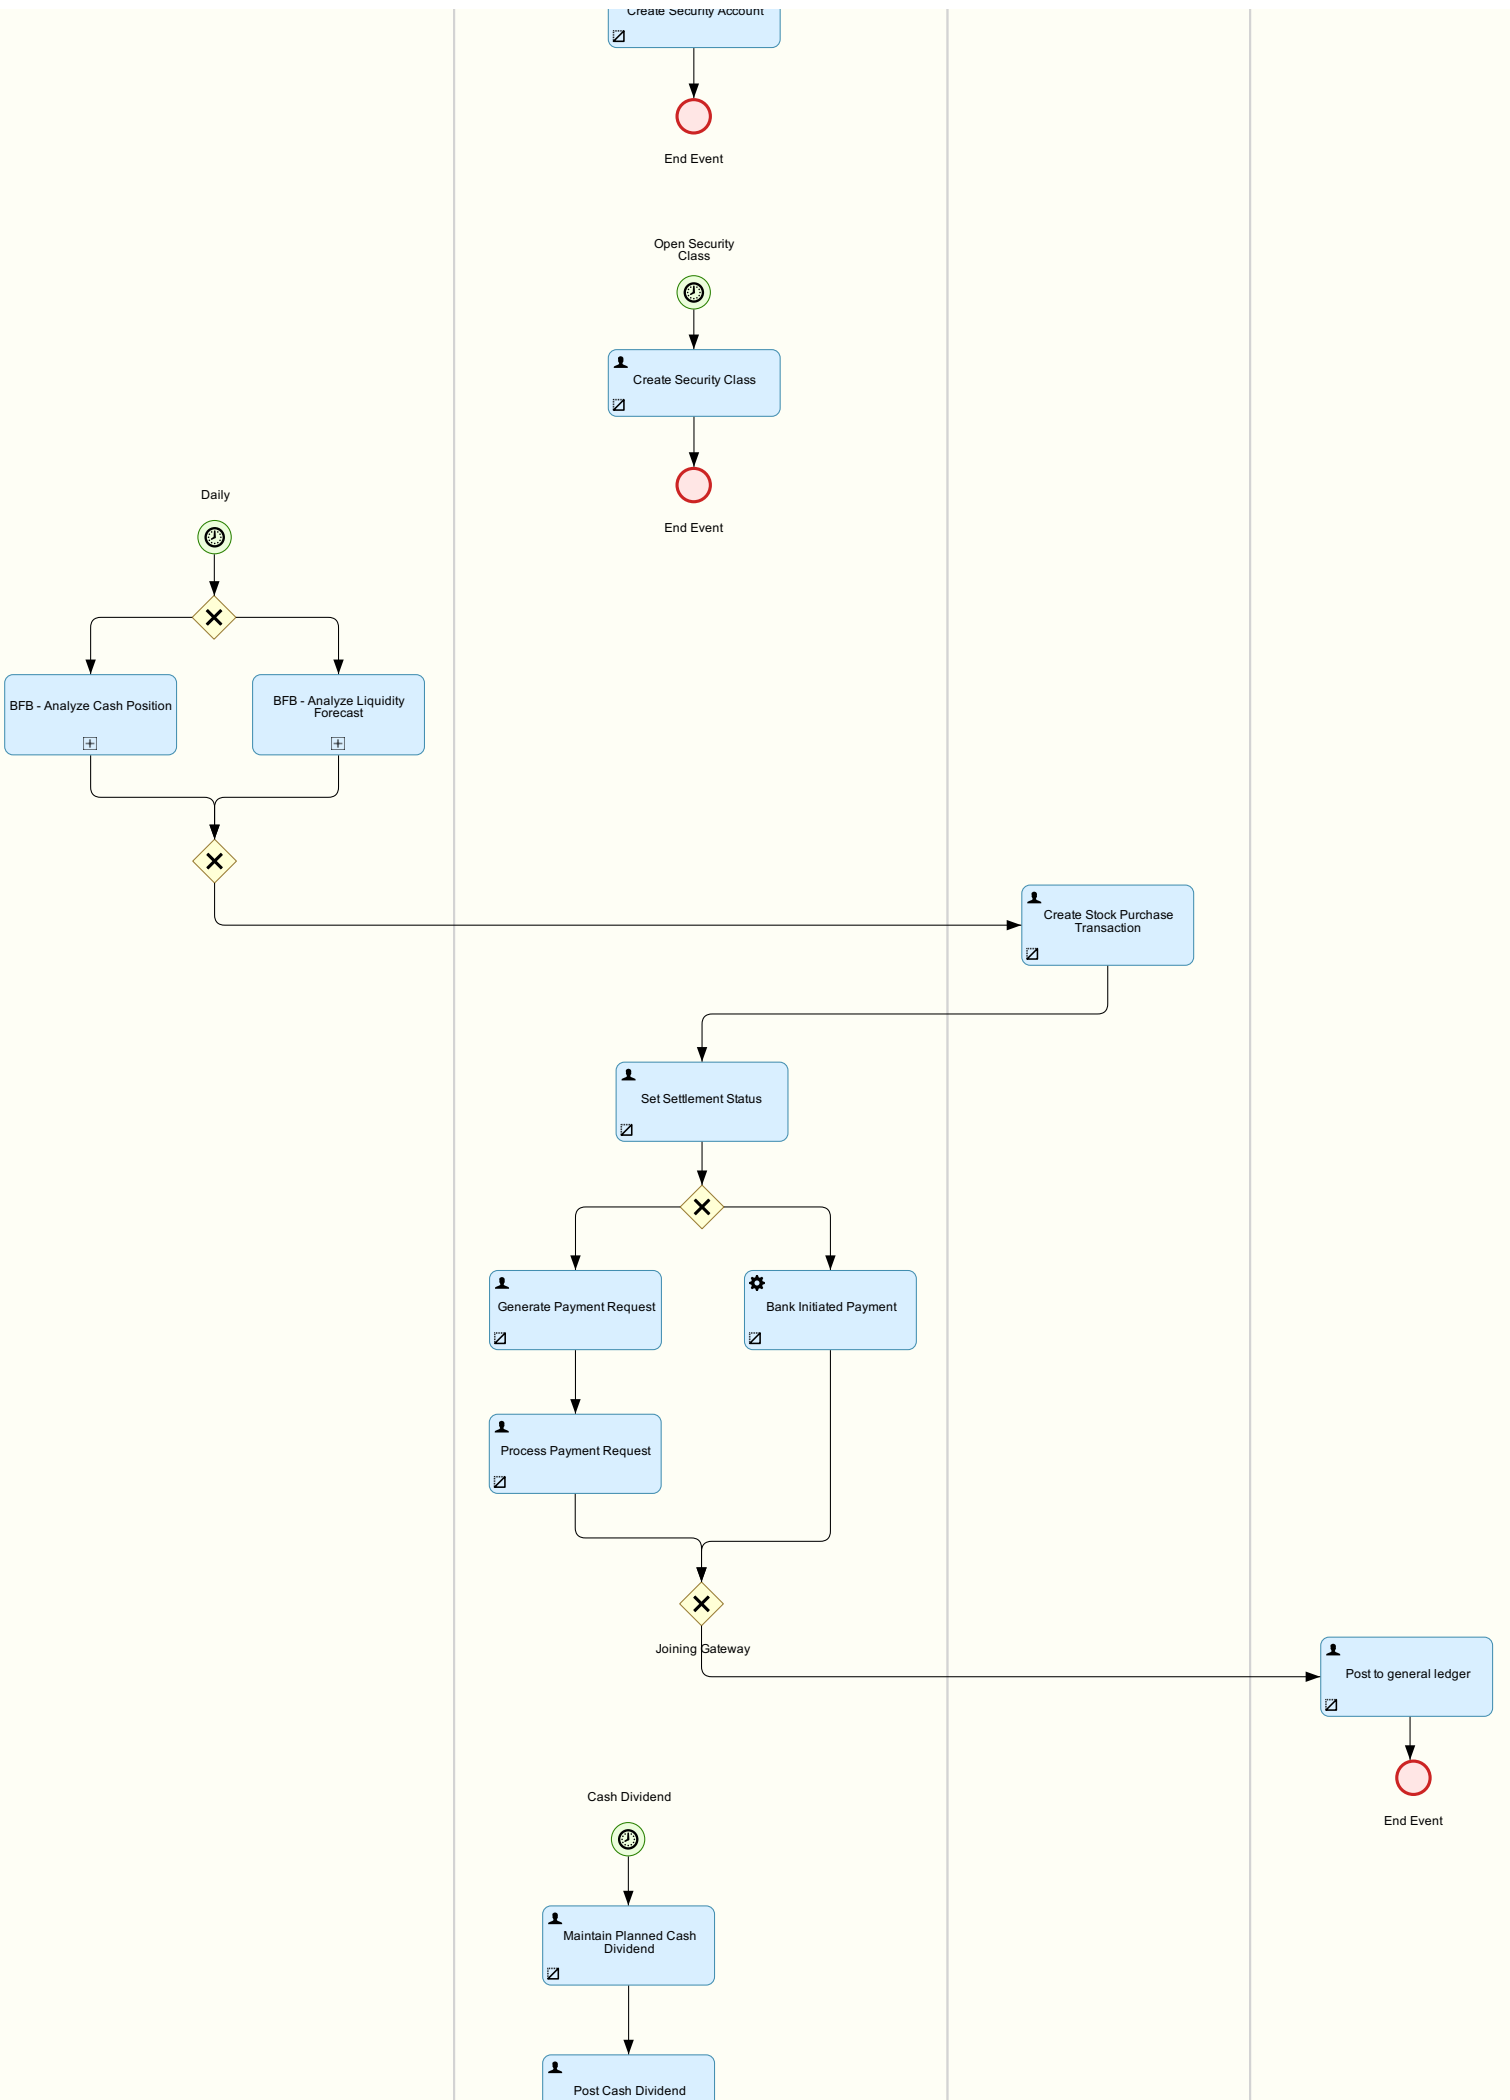 Create Security Account
End Event
Open Security
Class
Create Security Class
End Event
Daily
BFB - Analyze Cash Position
BFB - Analyze Liquidity
Forecast
Create Stock Purchase
Transaction
Set Settlement Status
Generate Payment Request
Bank Initiated Payment
Process Payment Request
Joining Gateway
Post to general ledger
End Event
Cash Dividend
Maintain Planned Cash
Dividend
Post Cash Dividend